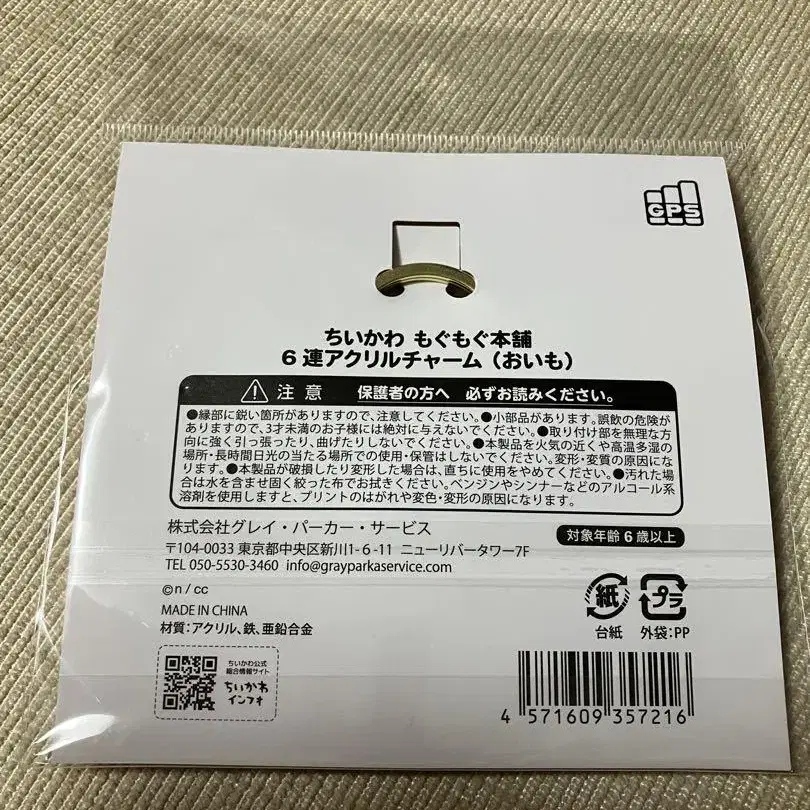 GPS
ちいかわ もぐもぐ本舗
6連アクリルチャーム（おいも）
注意 保護者の方へ 必ずお読みください。
●縁部に鋭い箇所がありますので、注意してください。●小部品があります。誤飲の危険が
ありますので、3才未満のお子様には絶対に与えないでください。●取り付け部を無理な方
向に強く引っ張ったり、曲げたりしないでください。●本製品を火気の近くや高温多湿の
場所・長時間日光の当たる場所での使用・保管はしないでください。変形・変質の原因にな
ります。●本製品が破損したり変形した場合は、直ちに使用をやめてください。●汚れた場
合は水を含ませ固く絞った布でお拭きください。ベンジンやシンナーなどのアルコール系
溶剤を使用しますと、プリントのはがれや変色・変形の原因になります。
株式会社グレイ・パーカー・サービス
対象年齢6歳以上
〒104-0033 東京都中央区新川1-6-11 ニューリバータワー7F
TEL 050-5530-3460 info@grayparkaservice.com
©n / cc
MADE IN CHINA
材質：アクリル、鉄、亜鉛合金
紙
プラ
台紙
外袋：PP
ちいかわ公式
総合情報サイト
ちいかわ
インフォ
4 571609 357216